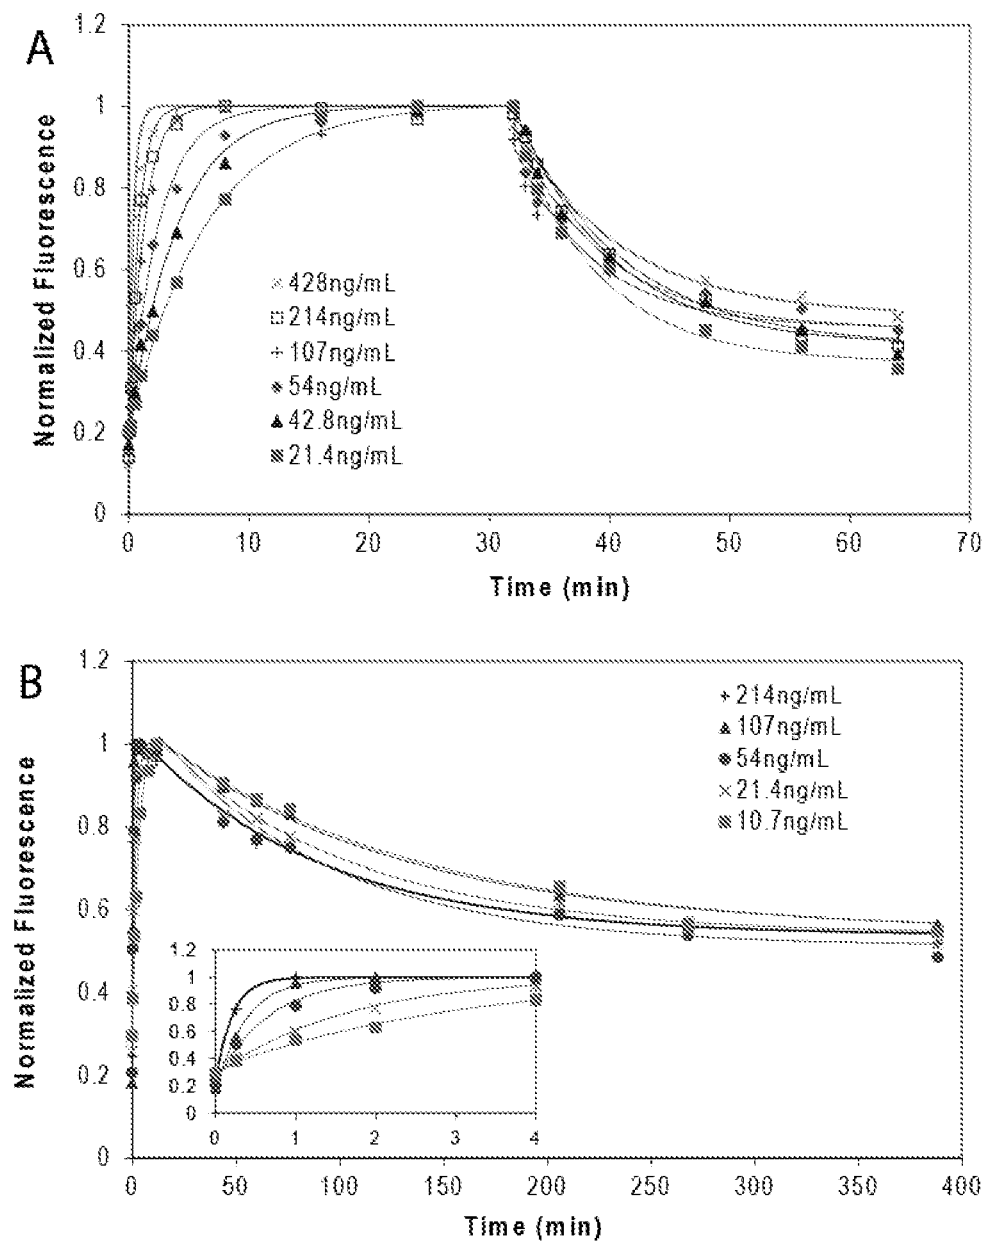 A
1.2
1
0.8
0.6
0.4
0.2
0
Normalized Fluorescence
428ng/mL
214ng/mL
107ng/mL
54ng/mL
42.8ng/mL
21.4ng/mL
0 10 20 30 40 50 60 70
Time (min)
B
1.2
1
0.8
0.6
0.4
0.2
0
Normalized Fluorescence
214ng/mL
107ng/mL
54ng/mL
21.4ng/mL
10.7ng/mL
1.2
1
0.8
0.6
0.4
0.2
0
0 1 2 3 4
0 50 100 150 200 250 300 350 400
Time (min)